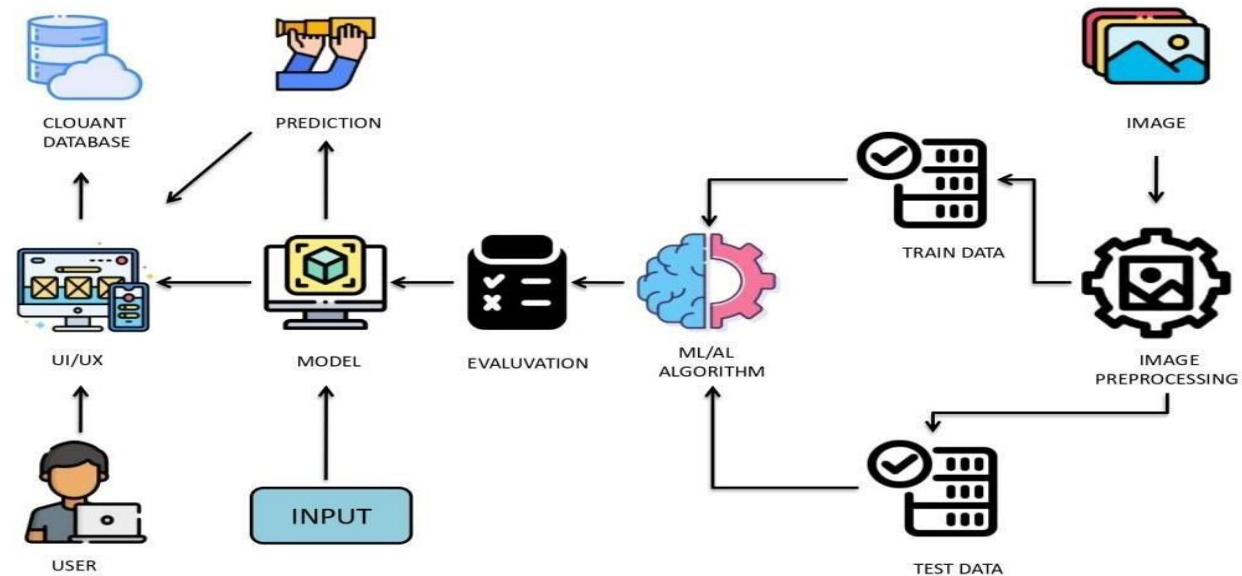 CLOUANT
DATABASE
PREDICTION
IMAGE
TRAIN DATA
UI/UX
MODEL
EVALUVATION
ML/AL
ALGORITHM
IMAGE
PREPROCESSING
INPUT
USER
TEST DATA